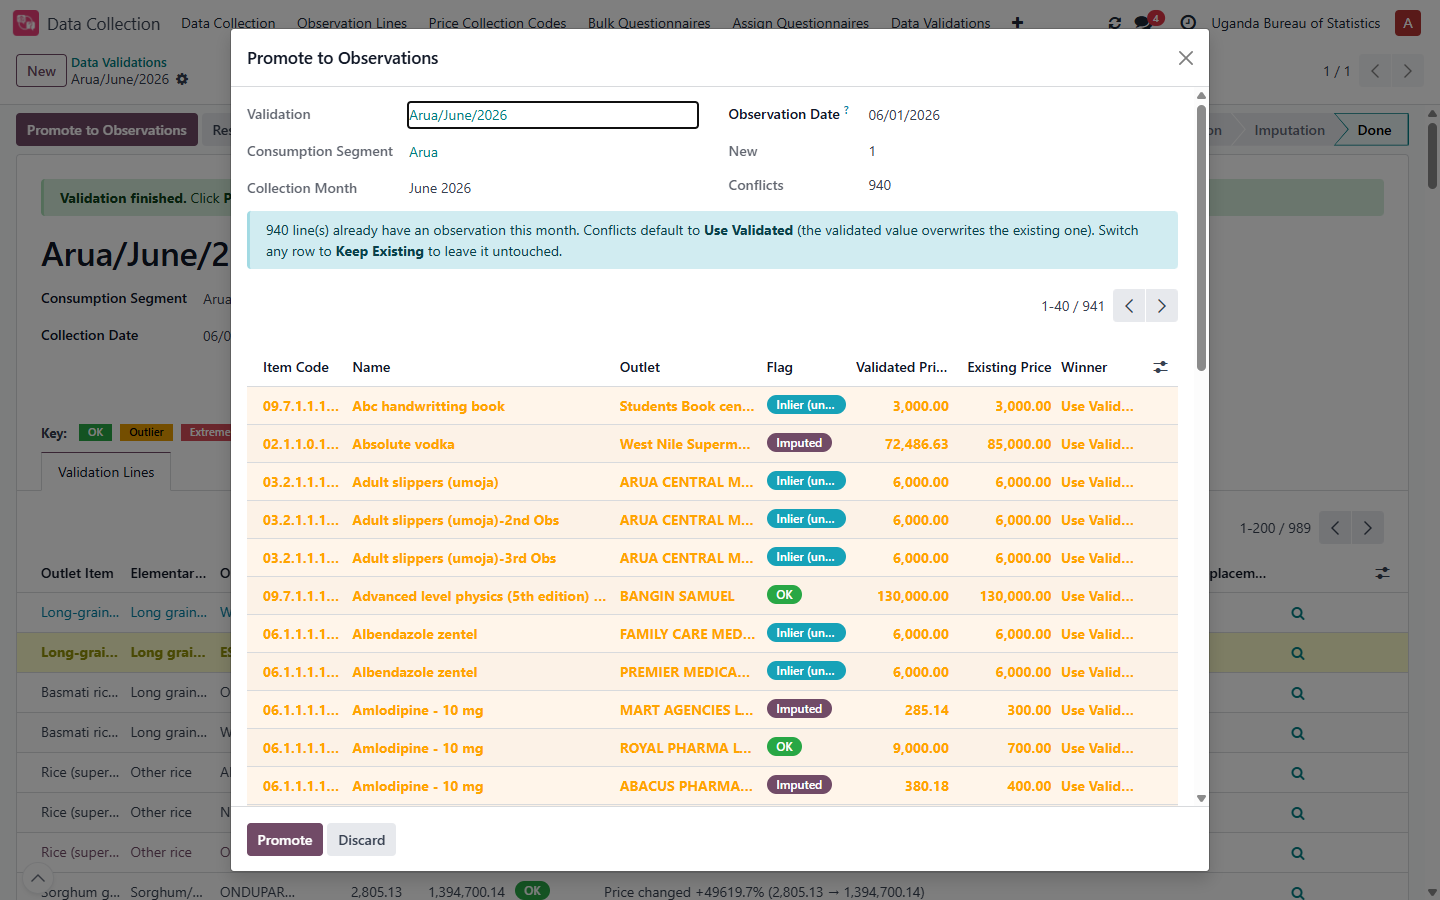 Data Collection
Data Collection Observation Lines Price Collection Codes Bulk Questionnaires Assign Questionnaires Data Validations
4 Uganda Bureau of Statistics A
New
Data Validations
Arua/June/2026
1 / 1
Promote to Observations
Imputation
Done
Validation finished. Click
Arua/June/2
Consumption Segment Arua
Collection Date 06/0
Key: OK Outlier Extreme
Validation Lines
1-200 / 989
Outlet Item Elementar...
placem...
Long-grain... Long grain...
Long-grai... Long grai...
Basmati ric... Long grain...
Basmati ric... Long grain...
Rice (super... Other rice
Rice (super... Other rice
Rice (super... Other rice
Sorghum g... Sorghum/... ONDUPAR... 2,805.13 1,394,700.14 OK Price changed +49619.7% (2,805.13 → 1,394,700.14)
Promote to Observations
Validation Arua/June/2026
Observation Date ? 06/01/2026
Consumption Segment Arua
New 1
Collection Month June 2026
Conflicts 940
940 line(s) already have an observation this month. Conflicts default to Use Validated (the validated value overwrites the existing one). Switch
any row to Keep Existing to leave it untouched.
1-40 / 941
Item Code Name Outlet Flag Validated Pri... Existing Price Winner
09.7.1.1.1... Abc handwritting book Students Book cen... Inlier (un... 3,000.00 3,000.00 Use Valid...
02.1.1.0.1... Absolute vodka West Nile Superm... Imputed 72,486.63 85,000.00 Use Valid...
03.2.1.1.1... Adult slippers (umoja) ARUA CENTRAL M... Inlier (un... 6,000.00 6,000.00 Use Valid...
03.2.1.1.1... Adult slippers (umoja)-2nd Obs ARUA CENTRAL M... Inlier (un... 6,000.00 6,000.00 Use Valid...
03.2.1.1.1... Adult slippers (umoja)-3rd Obs ARUA CENTRAL M... Inlier (un... 6,000.00 6,000.00 Use Valid...
09.7.1.1.1... Advanced level physics (5th edition) ... BANGIN SAMUEL OK 130,000.00 130,000.00 Use Valid...
06.1.1.1.1... Albendazole zentel FAMILY CARE MED... Inlier (un... 6,000.00 6,000.00 Use Valid...
06.1.1.1.1... Albendazole zentel PREMIER MEDICA... Inlier (un... 6,000.00 6,000.00 Use Valid...
06.1.1.1.1... Amlodipine - 10 mg MART AGENCIES L... Imputed 285.14 300.00 Use Valid...
06.1.1.1.1... Amlodipine - 10 mg ROYAL PHARMA L... OK 9,000.00 700.00 Use Valid...
06.1.1.1.1... Amlodipine - 10 mg ABACUS PHARMA... Imputed 380.18 400.00 Use Valid...
Promote Discard